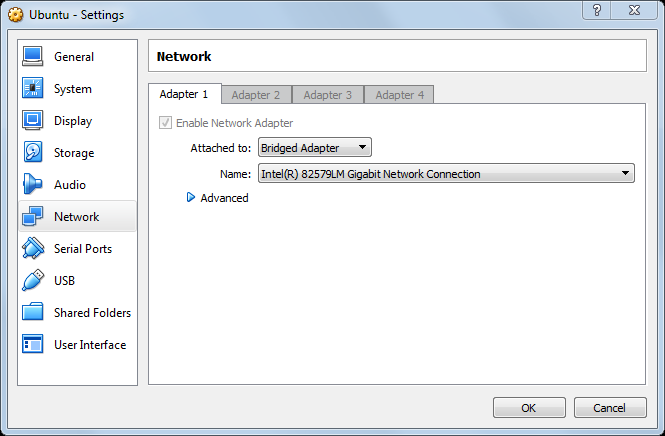 Ubuntu - Settings
?
General
System
Display
Storage
Audio
Network
Serial Ports
USB
Shared Folders
User Interface
Network
Adapter 1 Adapter 2 Adapter 3 Adapter 4
Enable Network Adapter
Attached to: Bridged Adapter
Name: Intel(R) 82579LM Gigabit Network Connection
Advanced
OK Cancel